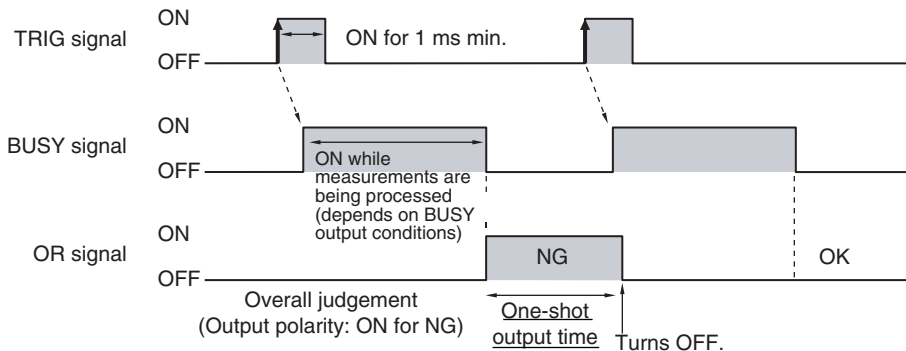 ON
TRIG signal
OFF
ON for 1 ms min.
ON
BUSY signal
OFF
ON while
measurements are
being processed
(depends on BUSY
output conditions)
ON
OR signal
OFF
NG
OK
Overall judgement
(Output polarity: ON for NG)
One-shot
output time
Turns OFF.